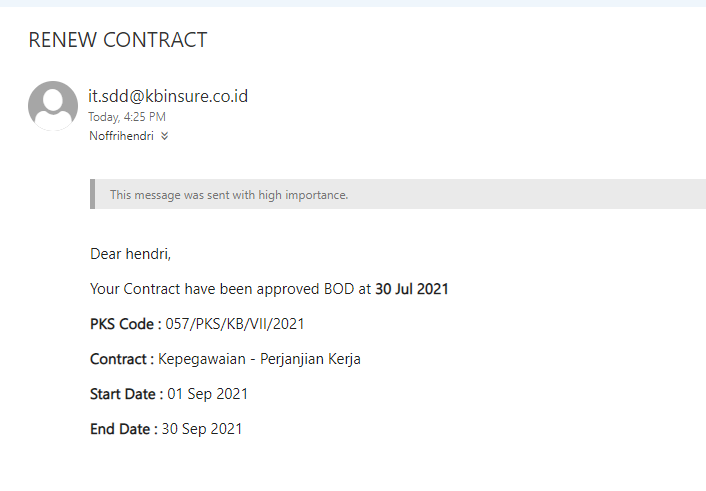 RENEW CONTRACT
it.sdd@kbinsure.co.id
Today, 4:25 PM
Noffrihendri
This message was sent with high importance.
Dear hendri,
Your Contract have been approved BOD at 30 Jul 2021
PKS Code : 057/PKS/KB/VII/2021
Contract : Kepegawaian - Perjanjian Kerja
Start Date : 01 Sep 2021
End Date : 30 Sep 2021